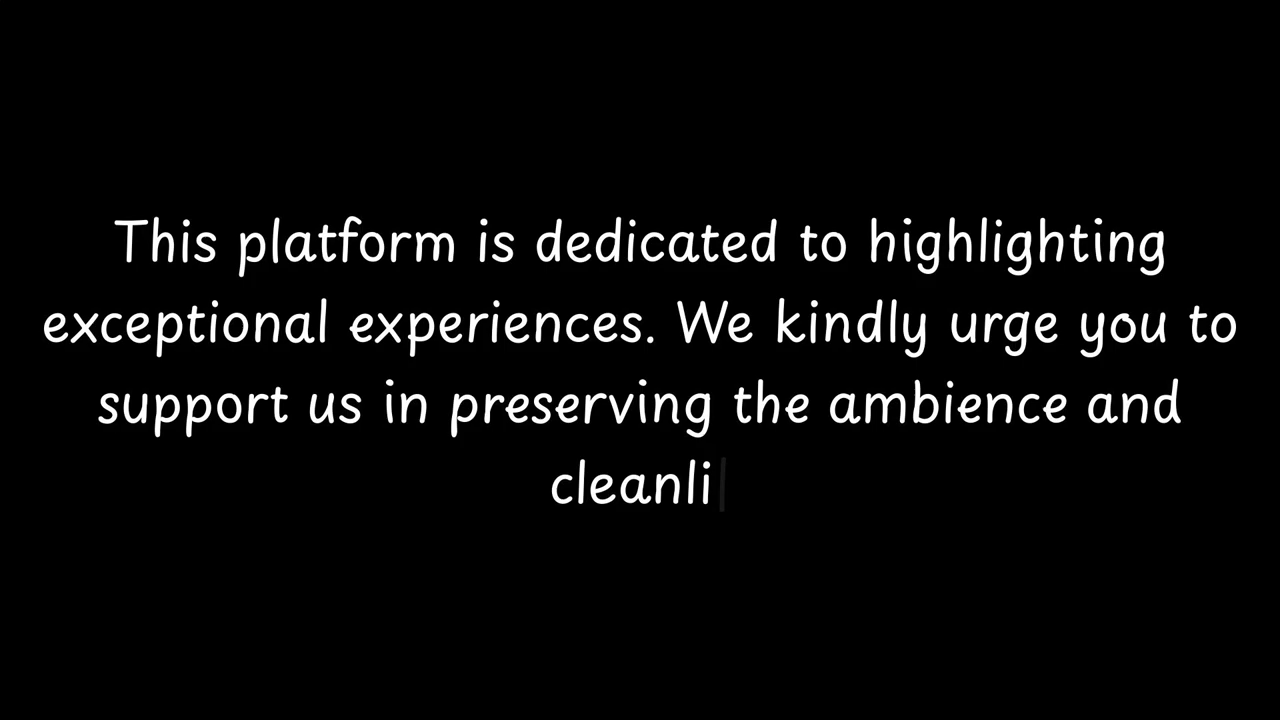 This platform is dedicated to highlighting
exceptional experiences. We kindly urge you to
support us in preserving the ambience and
cleanli